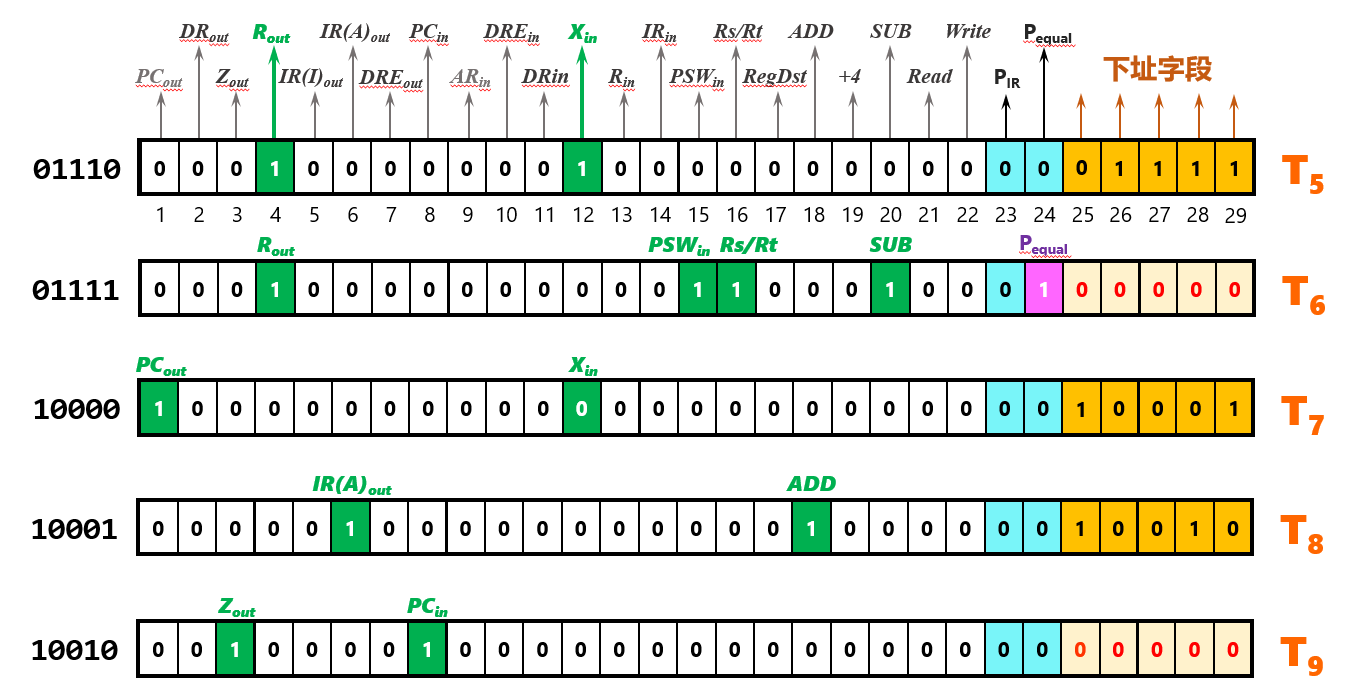 DRout Rout IR(A)out PCin DREin Xin IRin Rs/Rt ADD SUB Write Pequal
PCout Zout IR(I)out DREout ARin DRin Rin PSWin RegDst +4 Read PIR 下址字段
01110 0 0 0 1 0 0 0 0 0 0 0 1 0 0 0 0 0 0 0 0 0 0 0 0 0 1 1 1 1 T5
1 2 3 4 5 6 7 8 9 10 11 12 13 14 15 16 17 18 19 20 21 22 23 24 25 26 27 28 29
Rout PSWin Rs/Rt SUB Pequal
01111 0 0 0 1 0 0 0 0 0 0 0 0 0 0 1 1 0 0 0 1 0 0 0 1 0 0 0 0 0 T6
PCout Xin
10000 1 0 0 0 0 0 0 0 0 0 0 0 0 0 0 0 0 0 0 0 0 0 0 0 1 0 0 0 1 T7
IR(A)out ADD
10001 0 0 0 0 0 1 0 0 0 0 0 0 0 0 0 0 0 1 0 0 0 0 0 0 1 0 0 1 0 T8
Zout PCin
10010 0 0 1 0 0 0 0 1 0 0 0 0 0 0 0 0 0 0 0 0 0 0 0 0 0 0 0 0 0 T9